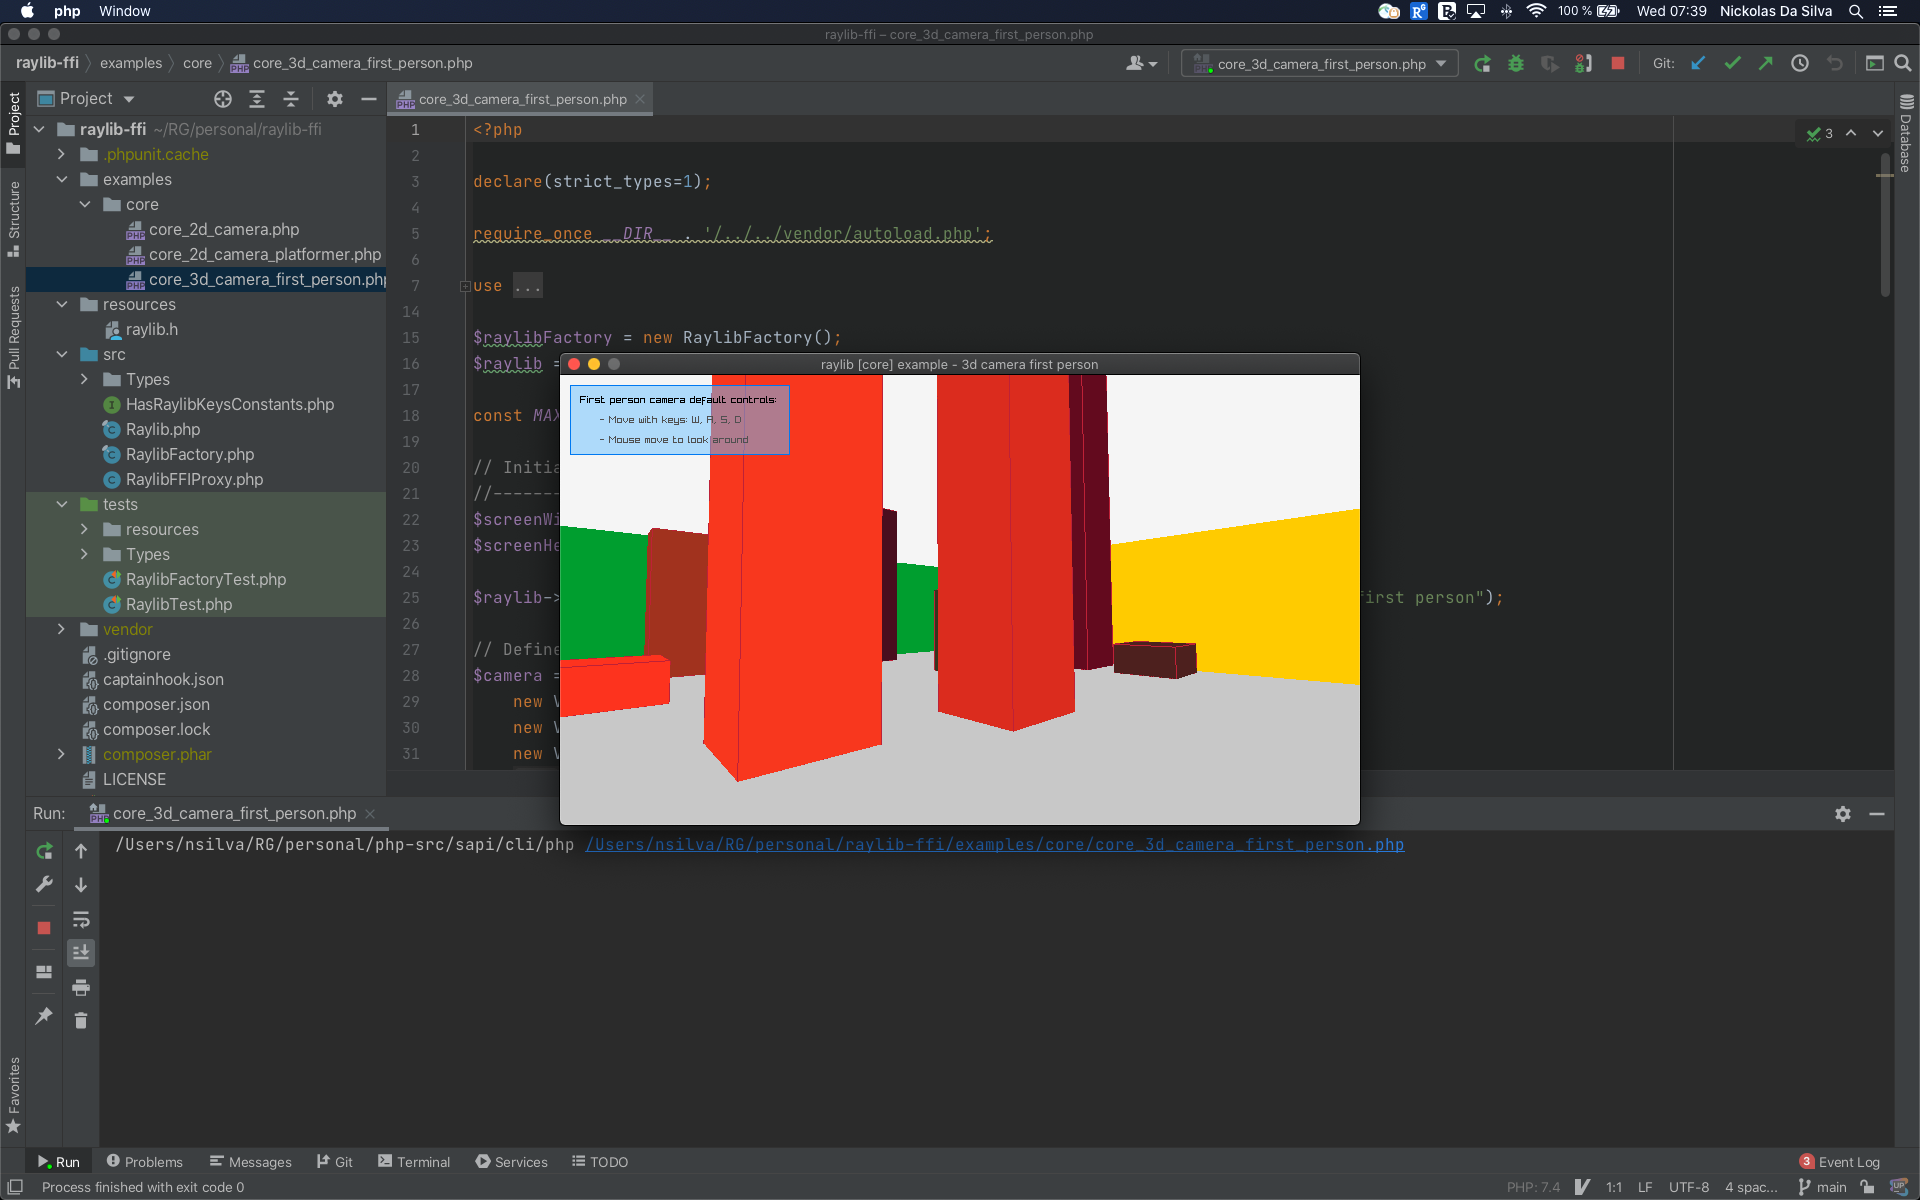 php Window
100 % Wed 07:39 Nickolas Da Silva
raylib-ffi – core_3d_camera_first_person.php
raylib-ffi examples core core_3d_camera_first_person.php
core_3d_camera_first_person.php Git:
Project
core_3d_camera_first_person.php
Project
Structure
Pull Requests
Favorites
Database
raylib-ffi ~/RG/personal/raylib-ffi
.phpunit.cache
examples
core
core_2d_camera.php
core_2d_camera_platformer.php
core_3d_camera_first_person.php
resources
raylib.h
src
Types
HasRaylibKeysConstants.php
Raylib.php
RaylibFactory.php
RaylibFFIProxy.php
tests
resources
Types
RaylibFactoryTest.php
RaylibTest.php
vendor
.gitignore
captainhook.json
composer.json
composer.lock
composer.phar
LICENSE
3
1 <?php
2
3 declare(strict_types=1);
4
5 require_once __DIR__ . '/../../vendor/autoload.php';
6
7 use ...
14
15 $raylibFactory = new RaylibFactory();
16 $raylib =
17
18 const MAX
19
20 // Initia
21 //-------
22 $screenWi
23 $screenHe
24
25 $raylib-> first person");
26
27 // Define
28 $camera =
29 new V
30 new V
31 new V
raylib [core] example - 3d camera first person
First person camera default controls:
- Move with keys: W, A, S, D
- Mouse move to look around
Run: core_3d_camera_first_person.php
/Users/nsilva/RG/personal/php-src/sapi/cli/php /Users/nsilva/RG/personal/raylib-ffi/examples/core/core_3d_camera_first_person.php
Run Problems Messages Git Terminal Services TODO 3 Event Log
Process finished with exit code 0 PHP: 7.4 1:1 LF UTF-8 4 spac... main